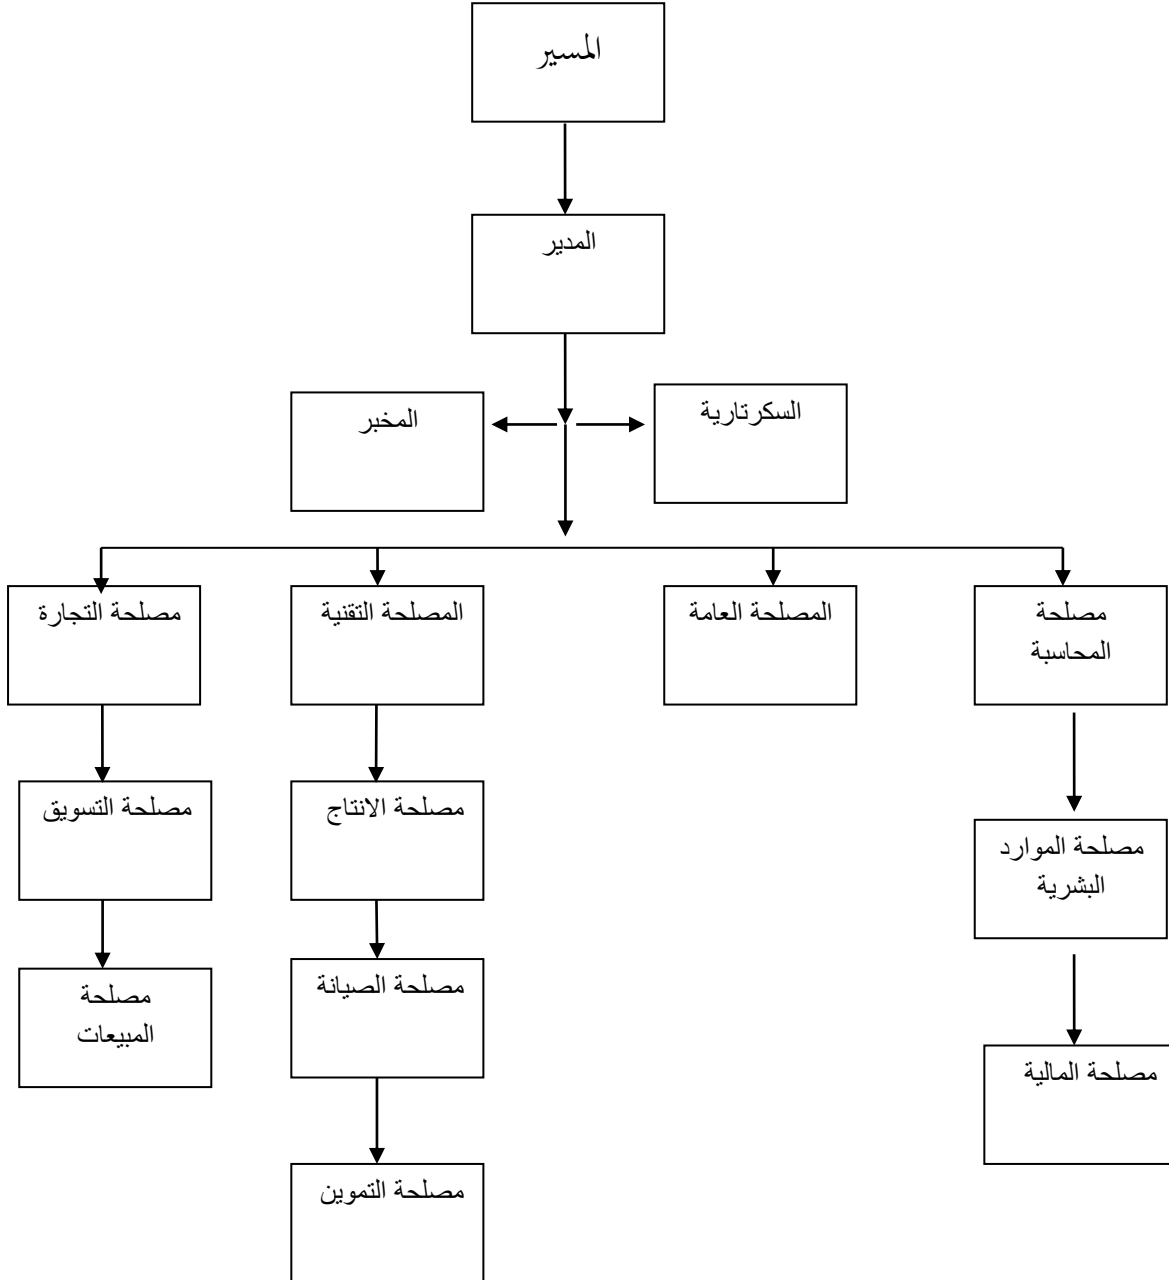 المسير
المدير
السكرتارية
المخبر
مصلحة
المحاسبة
المصلحة العامة
المصلحة التقنية
مصلحة التجارة
مصلحة الموارد
البشرية
مصلحة الانتاج
مصلحة التسويق
مصلحة المالية
مصلحة الصيانة
مصلحة
المبيعات
مصلحة التموين